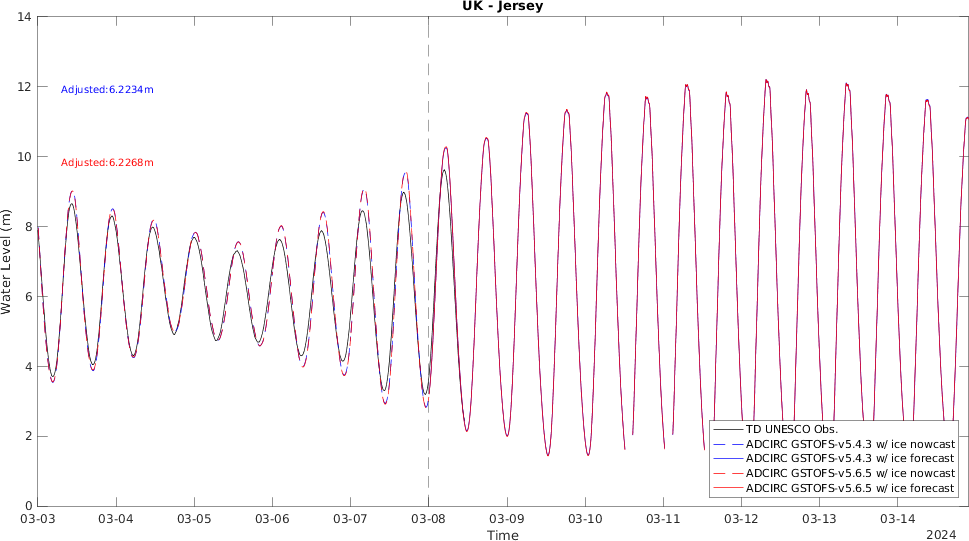 UK - Jersey
14
12
10
8
6
4
2
0
Water Level (m)
Adjusted:6.2234m
Adjusted:6.2268m
TD UNESCO Obs.
ADCIRC GSTOFS-v5.4.3 w/ ice nowcast
ADCIRC GSTOFS-v5.4.3 w/ ice forecast
ADCIRC GSTOFS-v5.6.5 w/ ice nowcast
ADCIRC GSTOFS-v5.6.5 w/ ice forecast
03-03 03-04 03-05 03-06 03-07 03-08 03-09 03-10 03-11 03-12 03-13 03-14
Time
2024